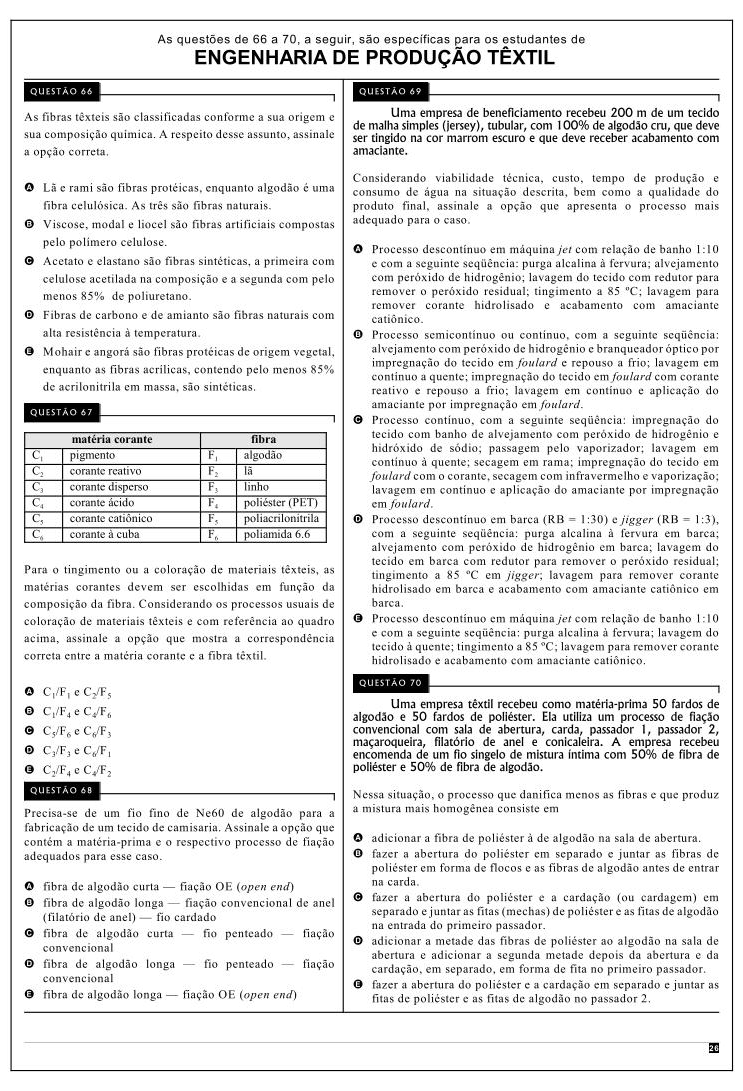 As questões de 66 a 70, a seguir, são específicas para os estudantes de
ENGENHARIA DE PRODUÇÃO TÊXTIL
QUESTÃO 66
As fibras têxteis são classificadas conforme a sua origem e
sua composição química. A respeito desse assunto, assinale
a opção correta.
A Lã e rami são fibras protéicas, enquanto algodão é uma
fibra celulósica. As três são fibras naturais.
B Viscose, modal e liocel são fibras artificiais compostas
pelo polímero celulose.
C Acetato e elastano são fibras sintéticas, a primeira com
celulose acetilada na composição e a segunda com pelo
menos 85% de poliuretano.
D Fibras de carbono e de amianto são fibras naturais com
alta resistência à temperatura.
E Mohair e angorá são fibras protéicas de origem vegetal,
enquanto as fibras acrílicas, contendo pelo menos 85%
de acrilonitrila em massa, são sintéticas.
QUESTÃO 67
matéria corante fibra
C1 pigmento F1 algodão
C2 corante reativo F2 lã
C3 corante disperso F3 linho
C4 corante ácido F4 poliéster (PET)
C5 corante catiônico F5 poliacrilonitrila
C6 corante à cuba F6 poliamida 6.6
Para o tingimento ou a coloração de materiais têxteis, as
matérias corantes devem ser escolhidas em função da
composição da fibra. Considerando os processos usuais de
coloração de materiais têxteis e com referência ao quadro
acima, assinale a opção que mostra a correspondência
correta entre a matéria corante e a fibra têxtil.
A C1/F1 e C2/F5
B C1/F4 e C4/F6
C C5/F6 e C6/F3
D C3/F3 e C6/F1
E C2/F4 e C4/F2
QUESTÃO 68
Precisa-se de um fio fino de Ne60 de algodão para a
fabricação de um tecido de camisaria. Assinale a opção que
contém a matéria-prima e o respectivo processo de fiação
adequados para esse caso.
A fibra de algodão curta — fiação OE (open end)
B fibra de algodão longa — fiação convencional de anel
(filatório de anel) — fio cardado
C fibra de algodão curta — fio penteado — fiação
convencional
D fibra de algodão longa — fio penteado — fiação
convencional
E fibra de algodão longa — fiação OE (open end)
QUESTÃO 69
Uma empresa de beneficiamento recebeu 200 m de um tecido
de malha simples (jersey), tubular, com 100% de algodão cru, que deve
ser tingido na cor marrom escuro e que deve receber acabamento com
amaciante.
Considerando viabilidade técnica, custo, tempo de produção e
consumo de água na situação descrita, bem como a qualidade do
produto final, assinale a opção que apresenta o processo mais
adequado para o caso.
A Processo descontínuo em máquina jet com relação de banho 1:10
e com a seguinte seqüência: purga alcalina à fervura; alvejamento
com peróxido de hidrogênio; lavagem do tecido com redutor para
remover o peróxido residual; tingimento a 85 ºC; lavagem para
remover corante hidrolisado e acabamento com amaciante
catiônico.
B Processo semicontínuo ou contínuo, com a seguinte seqüência:
alvejamento com peróxido de hidrogênio e branqueador óptico por
impregnação do tecido em foulard e repouso a frio; lavagem em
contínuo a quente; impregnação do tecido em foulard com corante
reativo e repouso a frio; lavagem em contínuo e aplicação do
amaciante por impregnação em foulard.
C Processo contínuo, com a seguinte seqüência: impregnação do
tecido com banho de alvejamento com peróxido de hidrogênio e
hidróxido de sódio; passagem pelo vaporizador; lavagem em
contínuo à quente; secagem em rama; impregnação do tecido em
foulard com o corante, secagem com infravermelho e vaporização;
lavagem em contínuo e aplicação do amaciante por impregnação
em foulard.
D Processo descontínuo em barca (RB = 1:30) e jigger (RB = 1:3),
com a seguinte seqüência: purga alcalina à fervura em barca;
alvejamento com peróxido de hidrogênio em barca; lavagem do
tecido em barca com redutor para remover o peróxido residual;
tingimento a 85 ºC em jigger; lavagem para remover corante
hidrolisado em barca e acabamento com amaciante catiônico em
barca.
E Processo descontínuo em máquina jet com relação de banho 1:10
e com a seguinte seqüência: purga alcalina à fervura; lavagem do
tecido à quente; tingimento a 85 ºC; lavagem para remover corante
hidrolisado e acabamento com amaciante catiônico.
QUESTÃO 70
Uma empresa têxtil recebeu como matéria-prima 50 fardos de
algodão e 50 fardos de poliéster. Ela utiliza um processo de fiação
convencional com sala de abertura, carda, passador 1, passador 2,
maçaroqueira, filatório de anel e conicaleira. A empresa recebeu
encomenda de um fio singelo de mistura íntima com 50% de fibra de
poliéster e 50% de fibra de algodão.
Nessa situação, o processo que danifica menos as fibras e que produz
a mistura mais homogênea consiste em
A adicionar a fibra de poliéster à de algodão na sala de abertura.
B fazer a abertura do poliéster em separado e juntar as fibras de
poliéster em forma de flocos e as fibras de algodão antes de entrar
na carda.
C fazer a abertura do poliéster e a cardação (ou cardagem) em
separado e juntar as fitas (mechas) de poliéster e as fitas de algodão
na entrada do primeiro passador.
D adicionar a metade das fibras de poliéster ao algodão na sala de
abertura e adicionar a segunda metade depois da abertura e da
cardação, em separado, em forma de fita no primeiro passador.
E fazer a abertura do poliéster e a cardação em separado e juntar as
fitas de poliéster e as fitas de algodão no passador 2.
26